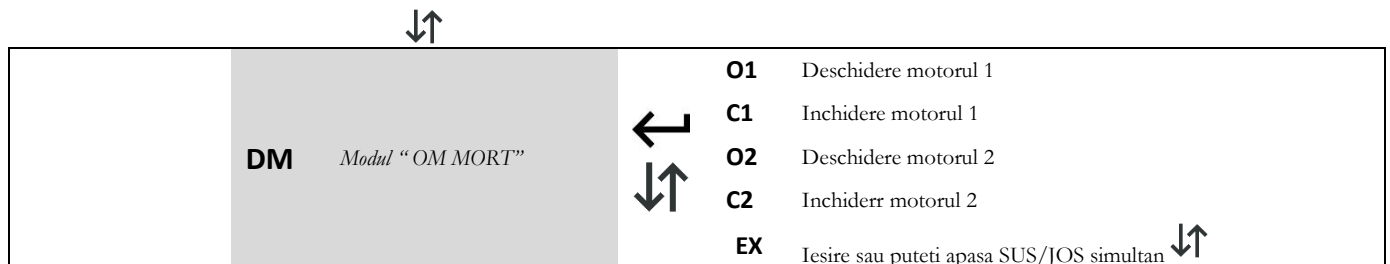 O1 Deschidere motorul 1
C1 Inchidere motorul 1
DM Modul “ OM MORT”
O2 Deschidere motorul 2
C2 Inchiderr motorul 2
EX Iesire sau puteti apasa SUS/JOS simultan